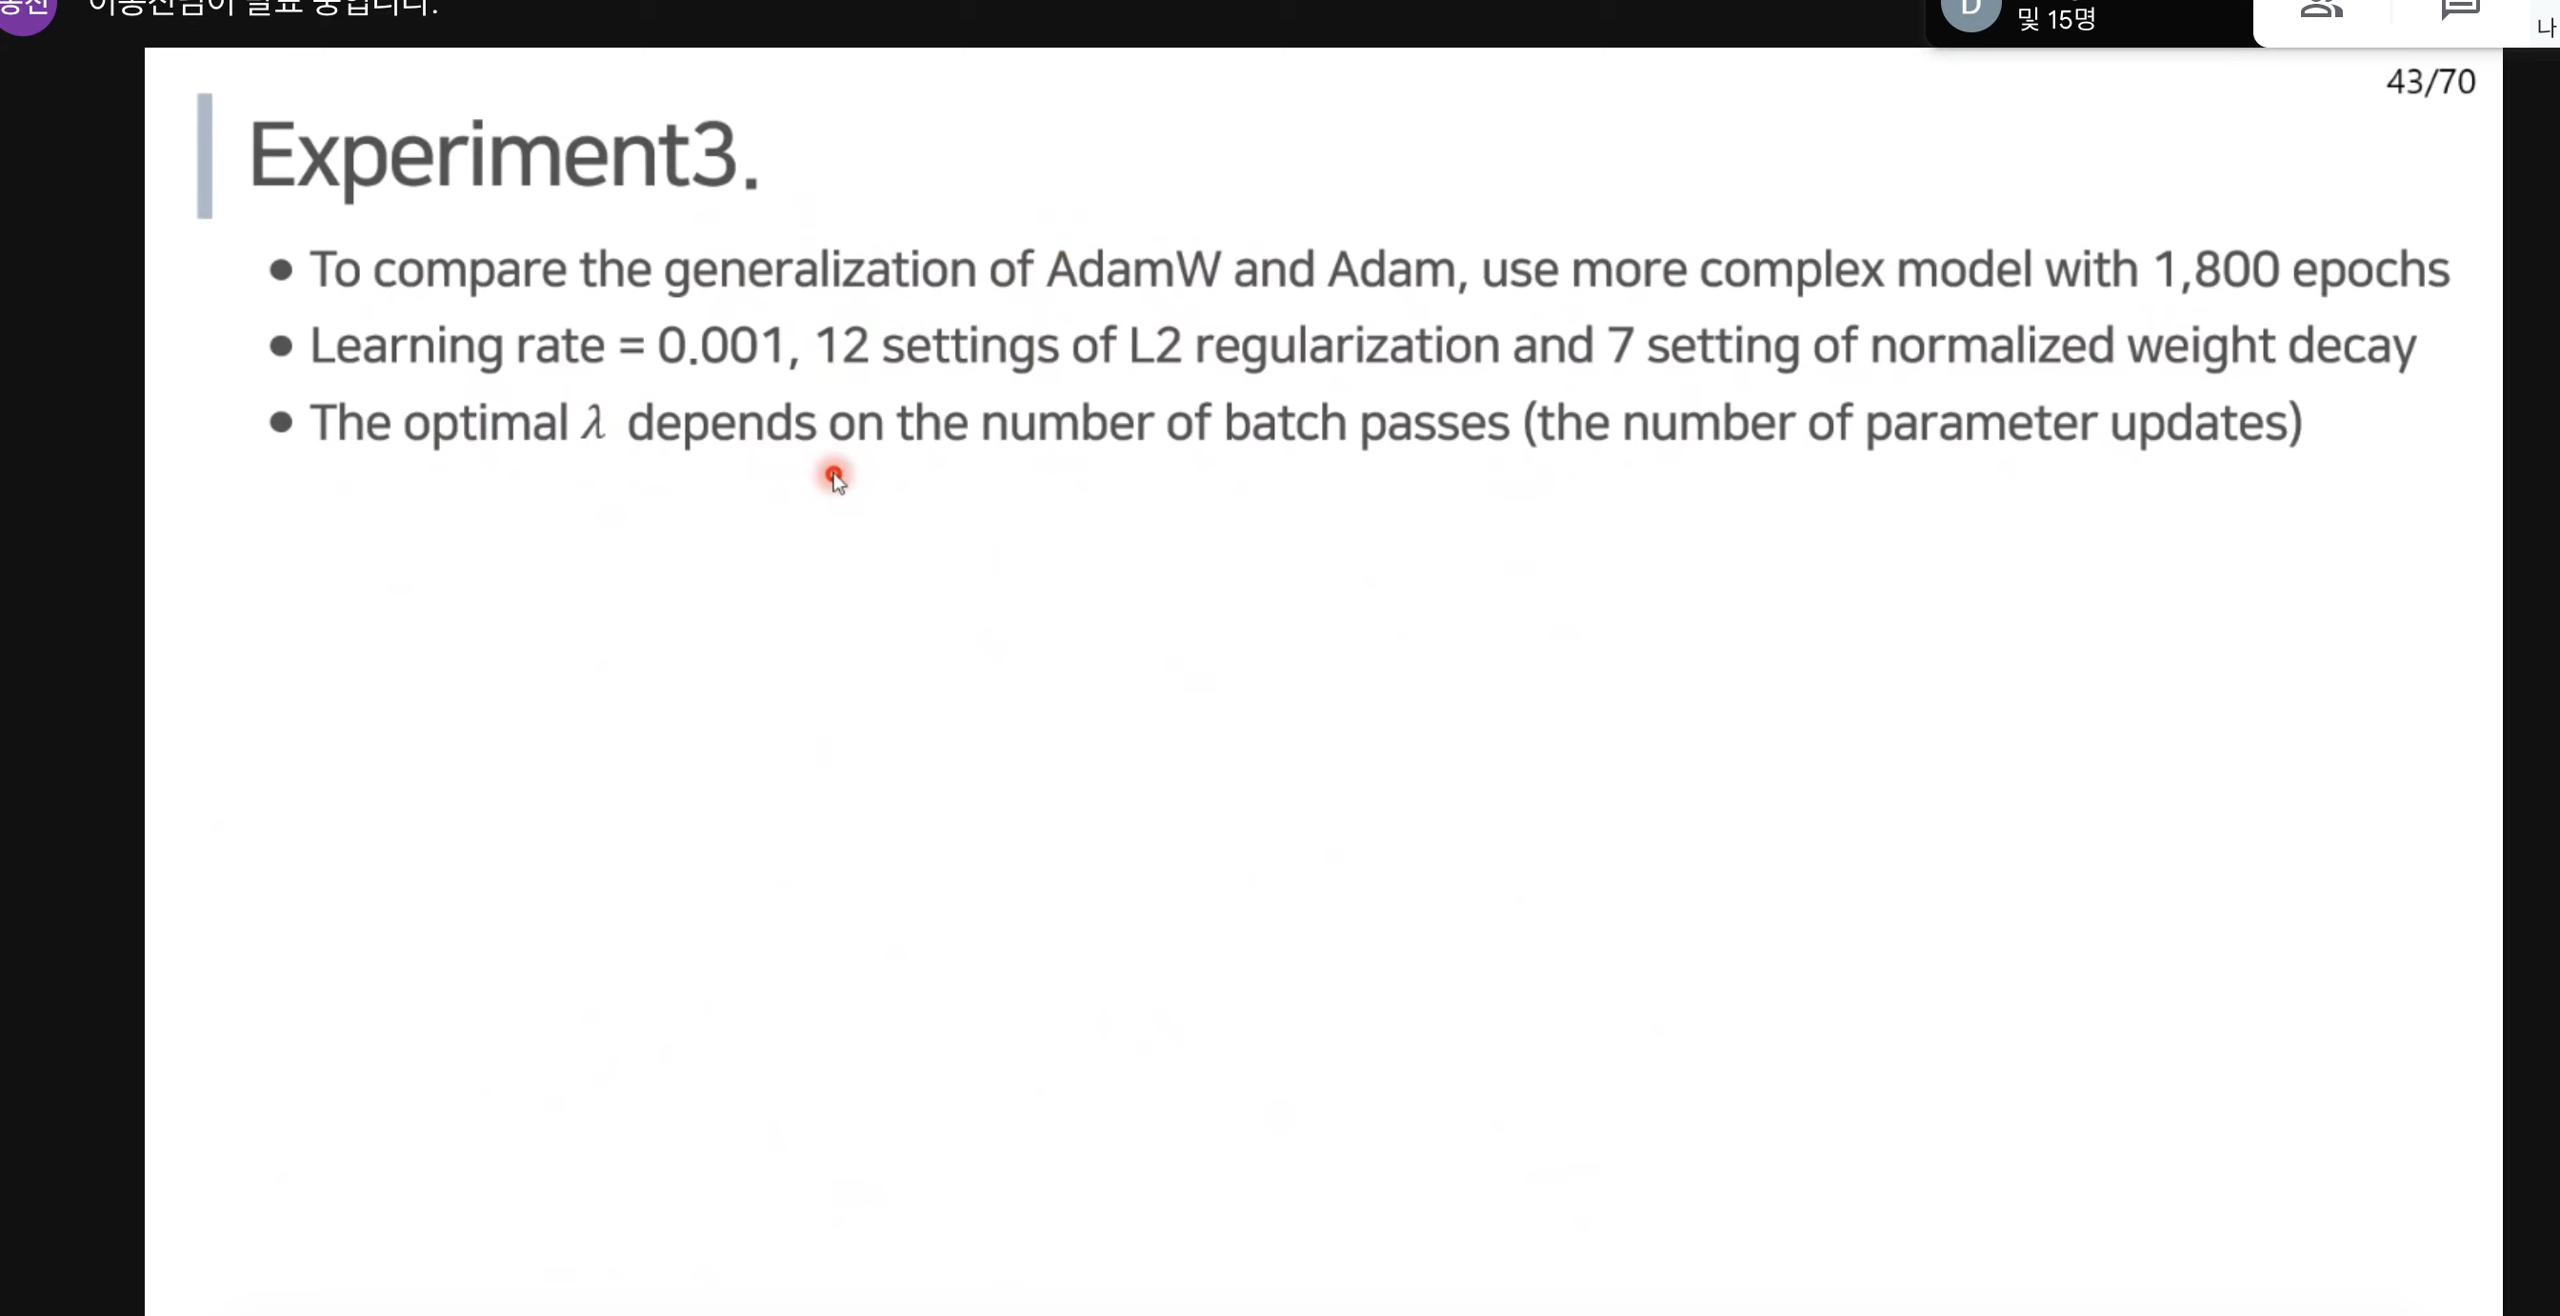 및 15명
나
43/70
Experiment3.
● To compare the generalization of AdamW and Adam, use more complex model with 1,800 epochs
● Learning rate = 0.001, 12 settings of L2 regularization and 7 setting of normalized weight decay
● The optimal λ depends on the number of batch passes (the number of parameter updates)